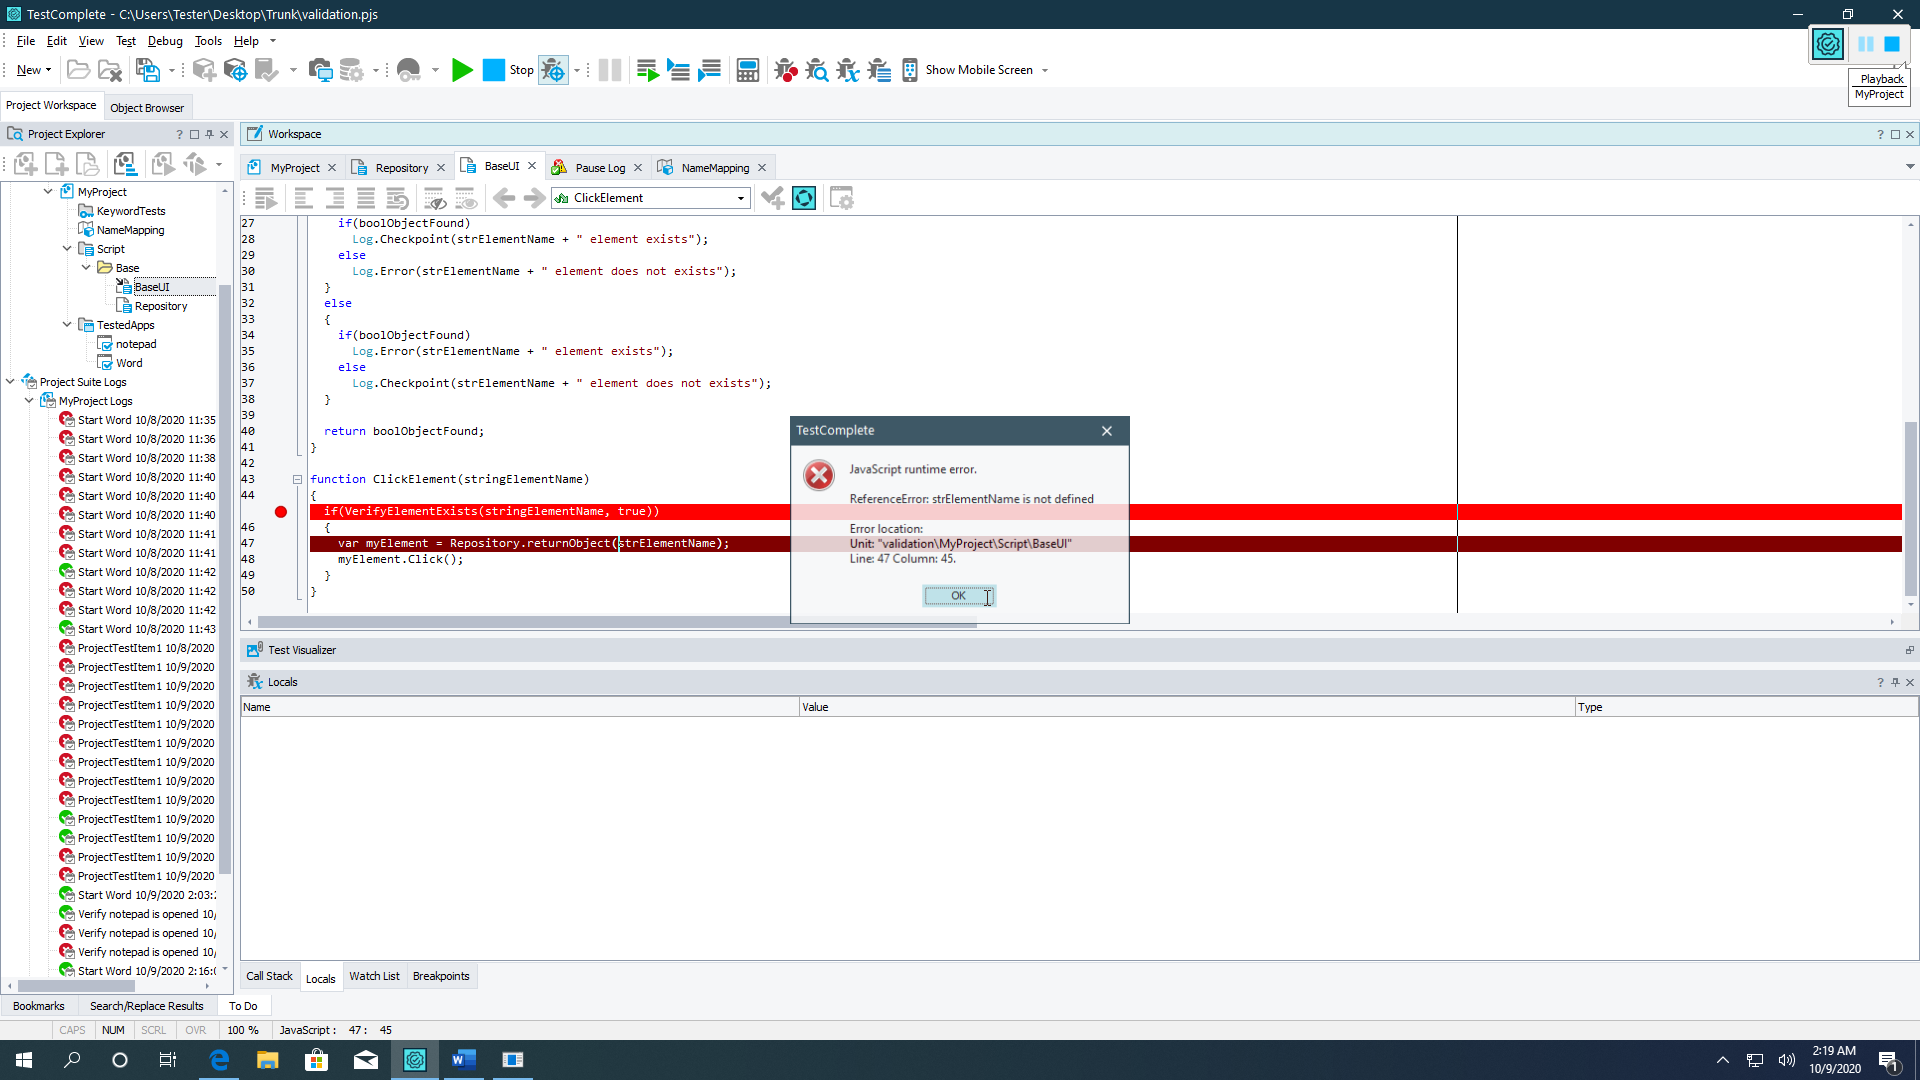 TestComplete - C:\Users\Tester\Desktop\Trunk\validation.pjs
File Edit View Test Debug Tools Help
New Stop Show Mobile Screen
Playback
MyProject
Project Workspace Object Browser
Project Explorer
Workspace
MyProject Repository BaseUI Pause Log NameMapping
ClickElement
MyProject
KeywordTests
NameMapping
Script
Base
BaseUI
Repository
TestedApps
notepad
Word
Project Suite Logs
MyProject Logs
Start Word 10/8/2020 11:35
Start Word 10/8/2020 11:36
Start Word 10/8/2020 11:38
Start Word 10/8/2020 11:40
Start Word 10/8/2020 11:40
Start Word 10/8/2020 11:40
Start Word 10/8/2020 11:41
Start Word 10/8/2020 11:41
Start Word 10/8/2020 11:42
Start Word 10/8/2020 11:42
Start Word 10/8/2020 11:42
Start Word 10/8/2020 11:43
ProjectTestItem1 10/8/2020
ProjectTestItem1 10/9/2020
ProjectTestItem1 10/9/2020
ProjectTestItem1 10/9/2020
ProjectTestItem1 10/9/2020
ProjectTestItem1 10/9/2020
ProjectTestItem1 10/9/2020
ProjectTestItem1 10/9/2020
ProjectTestItem1 10/9/2020
ProjectTestItem1 10/9/2020
ProjectTestItem1 10/9/2020
ProjectTestItem1 10/9/2020
ProjectTestItem1 10/9/2020
Start Word 10/9/2020 2:03:
Verify notepad is opened 10/
Verify notepad is opened 10/
Verify notepad is opened 10/
Start Word 10/9/2020 2:16:
27 if(boolObjectFound)
28 Log.Checkpoint(strElementName + " element exists");
29 else
30 Log.Error(strElementName + " element does not exists");
31 }
32 else
33 {
34 if(boolObjectFound)
35 Log.Error(strElementName + " element exists");
36 else
37 Log.Checkpoint(strElementName + " element does not exists");
38 }
39
40 return boolObjectFound;
41 }
42
43 function ClickElement(stringElementName)
44 {
if(VerifyElementExists(stringElementName, true))
46 {
47 var myElement = Repository.returnObject(strElementName);
48 myElement.Click();
49 }
50 }
TestComplete
JavaScript runtime error.
ReferenceError: strElementName is not defined
Error location:
Unit: "validation\MyProject\Script\BaseUI"
Line: 47 Column: 45.
OK
Test Visualizer
Locals
Name Value Type
Call Stack Locals Watch List Breakpoints
Bookmarks Search/Replace Results To Do
CAPS NUM SCRL OVR 100 % JavaScript : 47 : 45
2:19 AM
10/9/2020
1